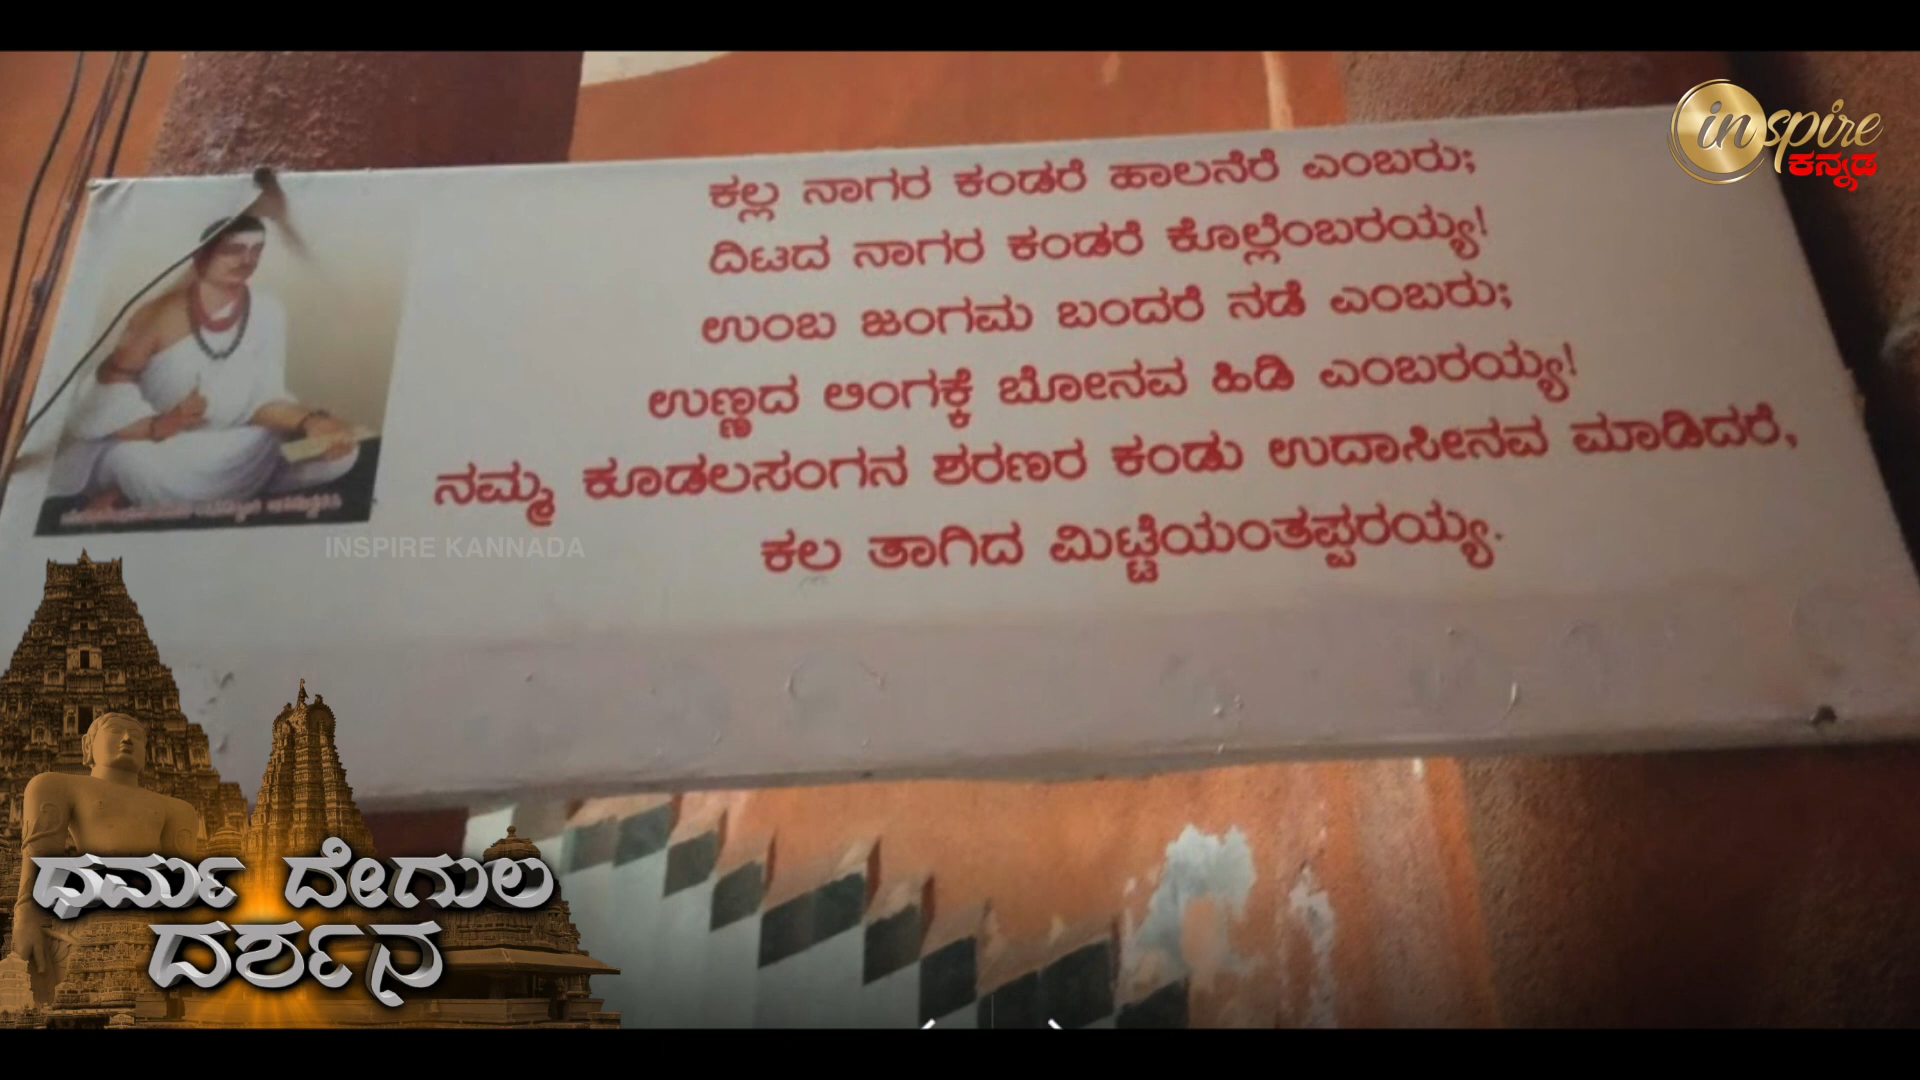 inspire
ಕನ್ನಡ
ಕಲ್ಲ ನಾಗರ ಕಂಡರೆ ಹಾಲನೆರೆ ಎಂಬರು;
ದಿಟದ ನಾಗರ ಕಂಡರೆ ಕೊಲ್ಲೆಂಬರಯ್ಯ!
ಉಂಬ ಜಂಗಮ ಬಂದರೆ ನಡೆ ಎಂಬರು;
ಉಣ್ಣದ ಲಿಂಗಕ್ಕೆ ಬೋನವ ಹಿಡಿ ಎಂಬರಯ್ಯ!
ನಮ್ಮ ಕೂಡಲಸಂಗನ ಶರಣರ ಕಂಡು ಉದಾಸೀನವ ಮಾಡಿದರೆ,
ಕಲ ತಾಗಿದ ಮಿಟ್ಟಿಯಂತಪ್ಪರಯ್ಯ.
INSPIRE KANNADA
ಧರ್ಮ ದೇಗುಲ
ದರ್ಶನ